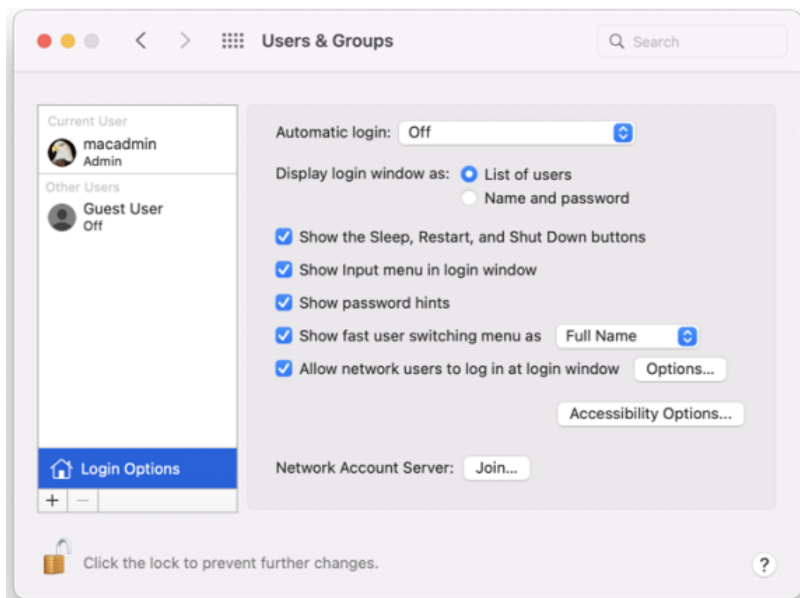 Users & Groups
Search
Current User
macadmin
Admin
Other Users
Guest User
Off
Login Options
Automatic login: Off
Display login window as: List of users
Name and password
Show the Sleep, Restart, and Shut Down buttons
Show Input menu in login window
Show password hints
Show fast user switching menu as Full Name
Allow network users to log in at login window Options...
Accessibility Options...
Network Account Server: Join...
Click the lock to prevent further changes.
?